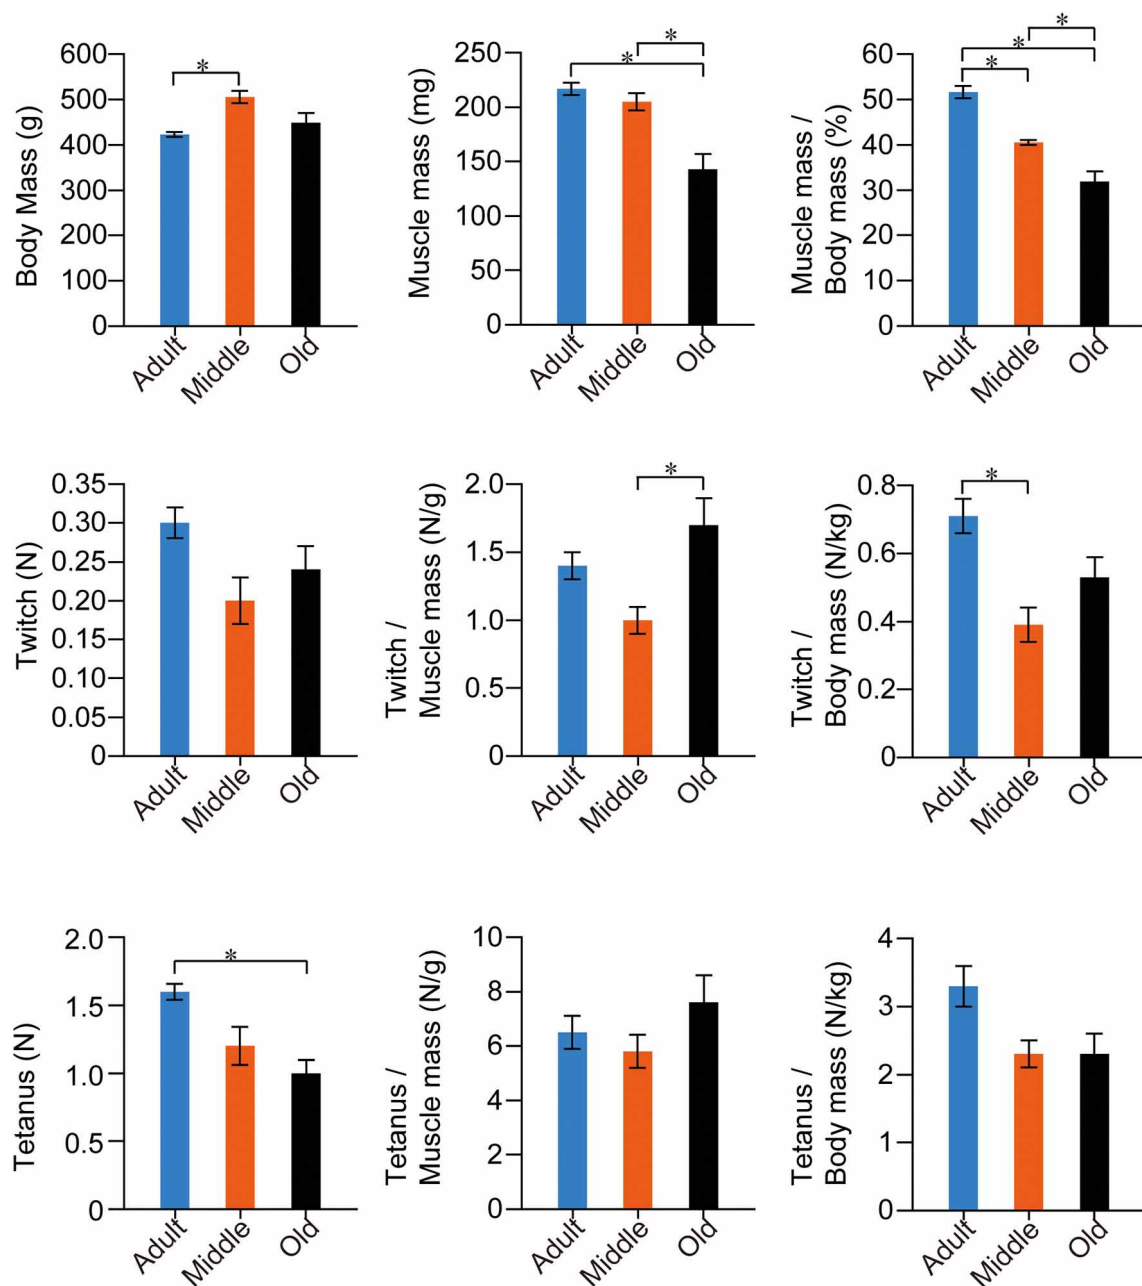 *
Body Mass (g)
600
500
400
300
200
100
0
Adult
Middle
Old
*
*
Muscle mass (mg)
250
200
150
100
50
0
Adult
Middle
Old
*
*
*
Muscle mass /
Body mass (%)
60
50
40
30
20
10
0
Adult
Middle
Old
Twitch (N)
0.35
0.30
0.25
0.20
0.15
0.10
0.05
0
Adult
Middle
Old
*
Twitch /
Muscle mass (N/g)
2.0
1.5
1.0
0.5
0
Adult
Middle
Old
*
Twitch /
Body mass (N/kg)
0.8
0.6
0.4
0.2
0
Adult
Middle
Old
*
Tetanus (N)
2.0
1.5
1.0
0.5
0
Adult
Middle
Old
Tetanus /
Muscle mass (N/g)
10
8
6
4
2
0
Adult
Middle
Old
Tetanus /
Body mass (N/kg)
4
3
2
1
0
Adult
Middle
Old